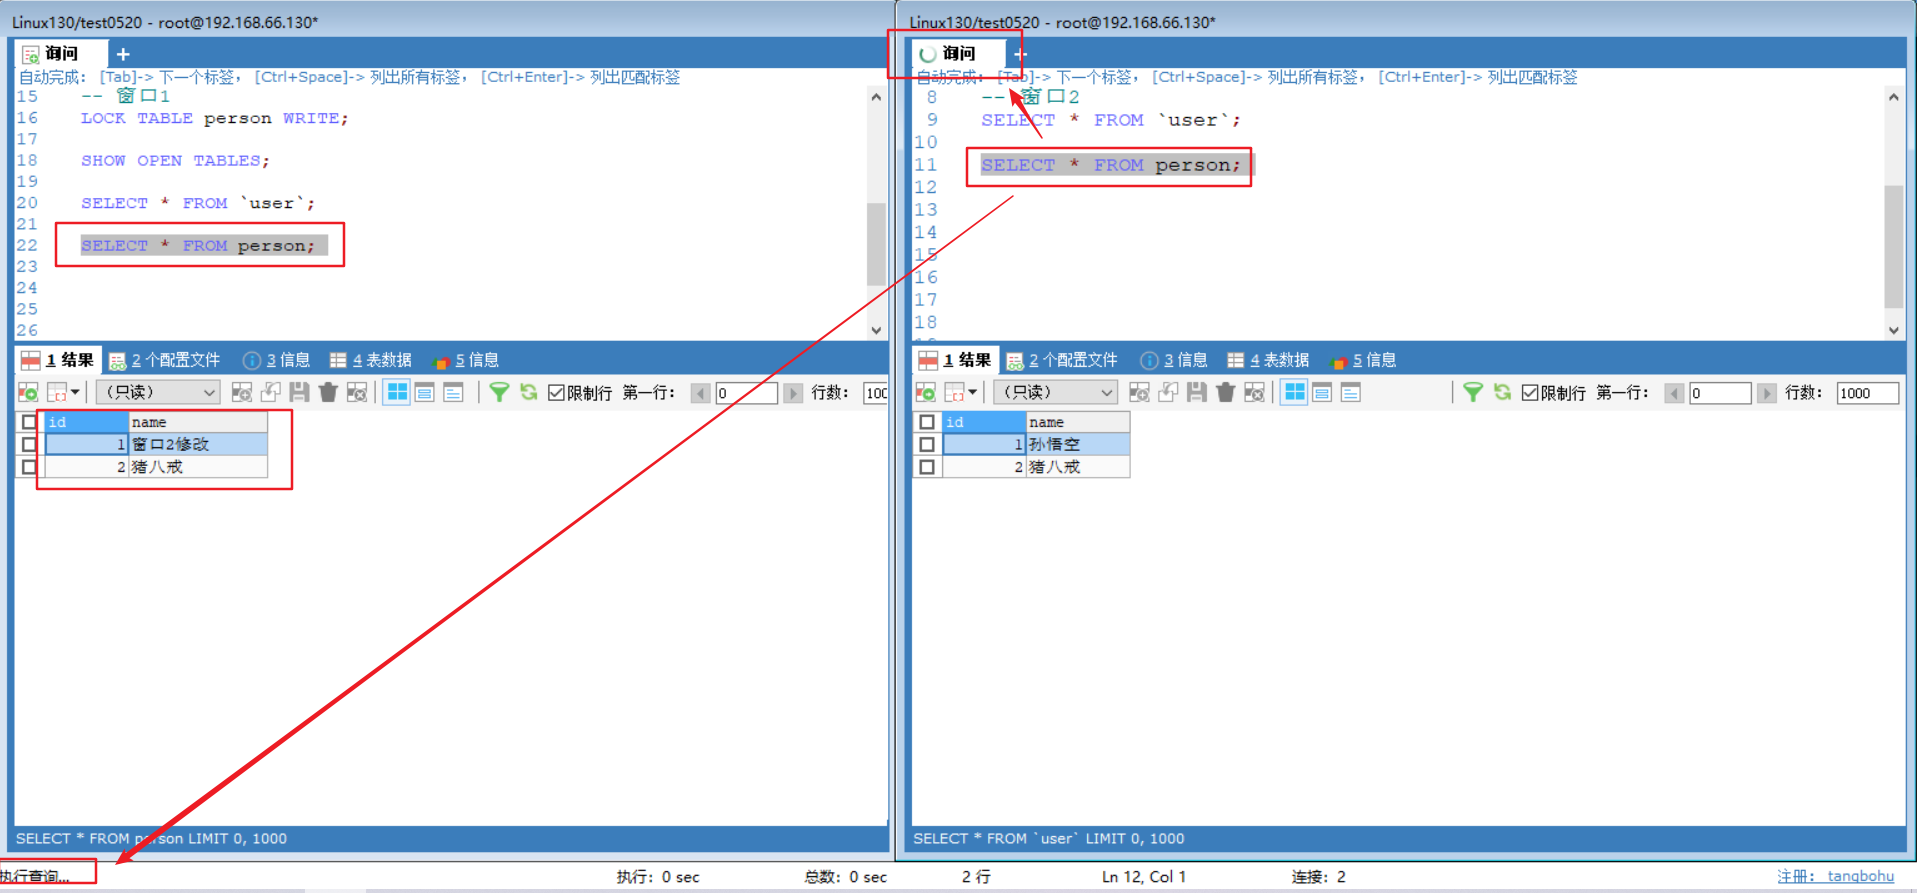 Linux130/test0520 - root@192.168.66.130*
询问 +
自动完成: [Tab]-> 下一个标签, [Ctrl+Space]-> 列出所有标签, [Ctrl+Enter]-> 列出匹配标签
15 -- 窗口1
16 LOCK TABLE person WRITE;
17
18 SHOW OPEN TABLES;
19
20 SELECT * FROM `user`;
21
22 SELECT * FROM person;
23
24
25
26
1 结果 2 个配置文件 3 信息 4 表数据 5 信息
(只读) 限制行 第一行: 0 行数: 100
id name
1 窗口2修改
2 猪八戒
SELECT * FROM person LIMIT 0, 1000
Linux130/test0520 - root@192.168.66.130*
询问 +
自动完成: [Tab]-> 下一个标签, [Ctrl+Space]-> 列出所有标签, [Ctrl+Enter]-> 列出匹配标签
8 -- 窗口2
9 SELECT * FROM `user`;
10
11 SELECT * FROM person;
12
13
14
15
16
17
18
1 结果 2 个配置文件 3 信息 4 表数据 5 信息
(只读) 限制行 第一行: 0 行数: 1000
id name
1 孙悟空
2 猪八戒
SELECT * FROM `user` LIMIT 0, 1000
执行查询... 执行: 0 sec 总数: 0 sec 2 行 Ln 12, Col 1 连接: 2 注册: tangbohu